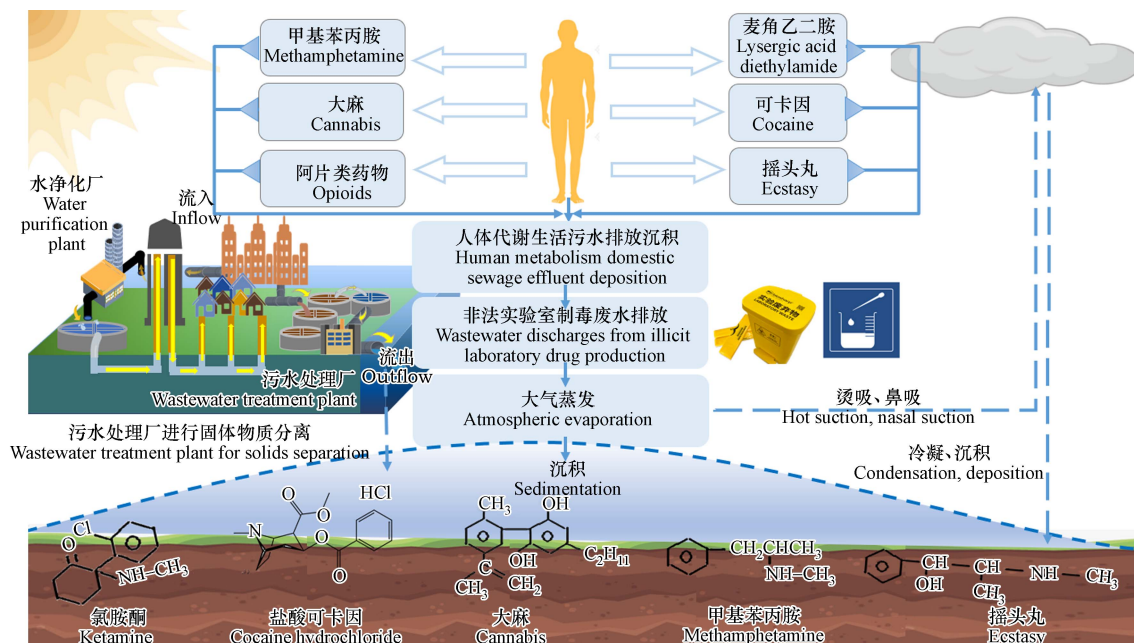 甲基苯丙胺
Methamphetamine
大麻
Cannabis
阿片类药物
Opioids
麦角乙二胺
Lysergic acid
diethylamide
可卡因
Cocaine
摇头丸
Ecstasy
水净化厂
Water
purification
plant
流入
Inflow
人体代谢生活污水排放沉积
Human metabolism domestic
sewage effluent deposition
非法实验室制毒废水排放
Wastewater discharges from illicit
laboratory drug production
大气蒸发
Atmospheric evaporation
实验废弃物
流出
Outflow
污水处理厂
Wastewater treatment plant
污水处理厂进行固体物质分离
Wastewater treatment plant for solids separation
烫吸、鼻吸
Hot suction, nasal suction
冷凝、沉积
Condensation, deposition
沉积
Sedimentation
Cl
O
NH–CH₃
氯胺酮
Ketamine
O
O
HCl
N
O
O
盐酸可卡因
Cocaine hydrochloride
CH₃
OH
OH
C₂H₁₁
C
CH₃
CH₂
大麻
Cannabis
CH₂CHCH₃
NH–CH₃
甲基苯丙胺
Methamphetamine
CH
OH
CH
CH₃
NH
CH₃
摇头丸
Ecstasy